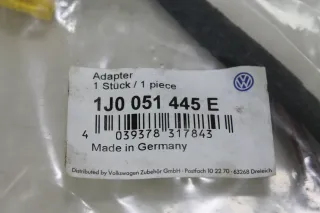 Adapter
1 Stück / 1 piece
1J0 051 445 E
4 039378 317843
Made in Germany
Distributed by Volkswagen Zubehör GmbH · Postfach 10 22 70 · 63268 Dreieich